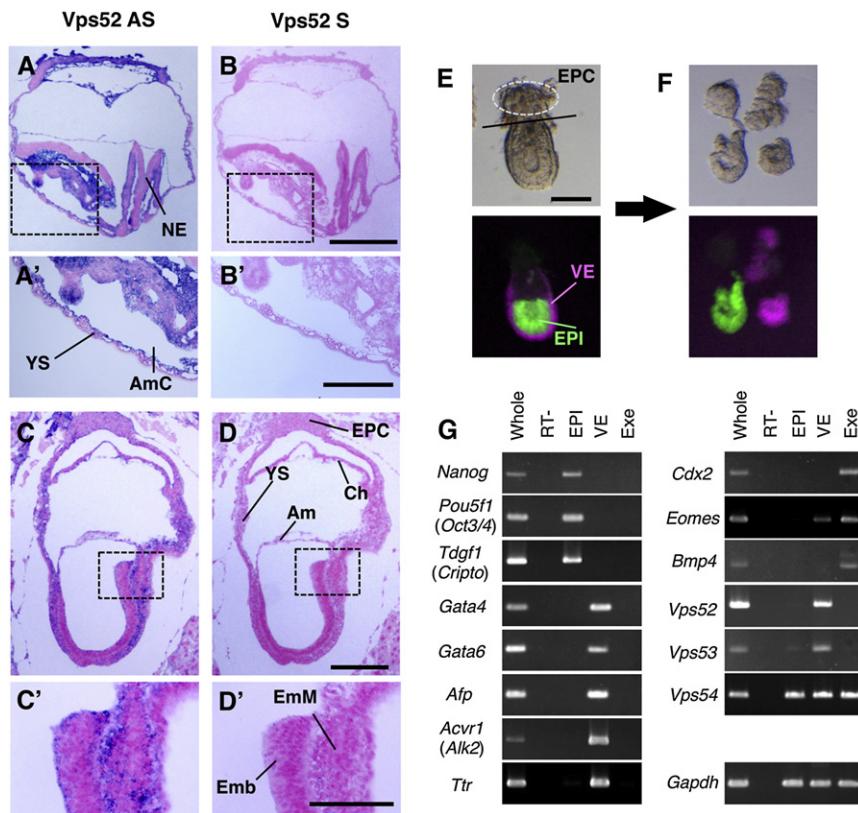 Vps52 AS
Vps52 S
A
NE
B
A'
YS
AmC
B'
C
D
EPC
YS
Ch
Am
C'
D'
EmM
Emb
E
EPC
VE
EPI
F
G
Whole RT- EPI VE Exe
Nanog
Pou5f1
(Oct3/4)
Tdgf1
(Cripto)
Gata4
Gata6
Afp
Acvr1
(Alk2)
Ttr
Whole RT- EPI VE Exe
Cdx2
Eomes
Bmp4
Vps52
Vps53
Vps54
Gapdh